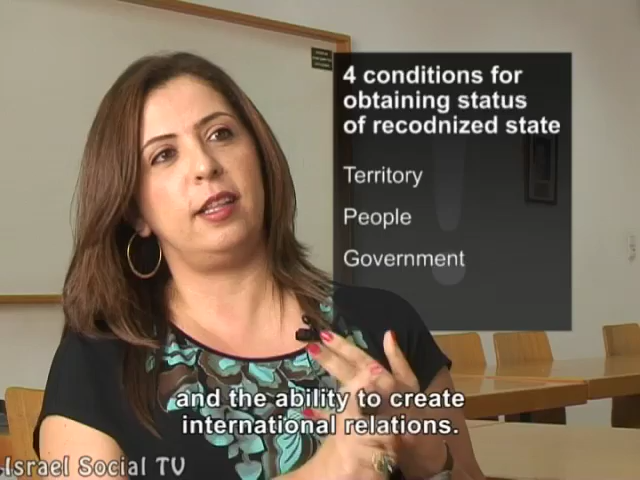 4 conditions for
obtaining status
of recodnized state
Territory
People
Government
and the ability to create
international relations.
Israel Social TV